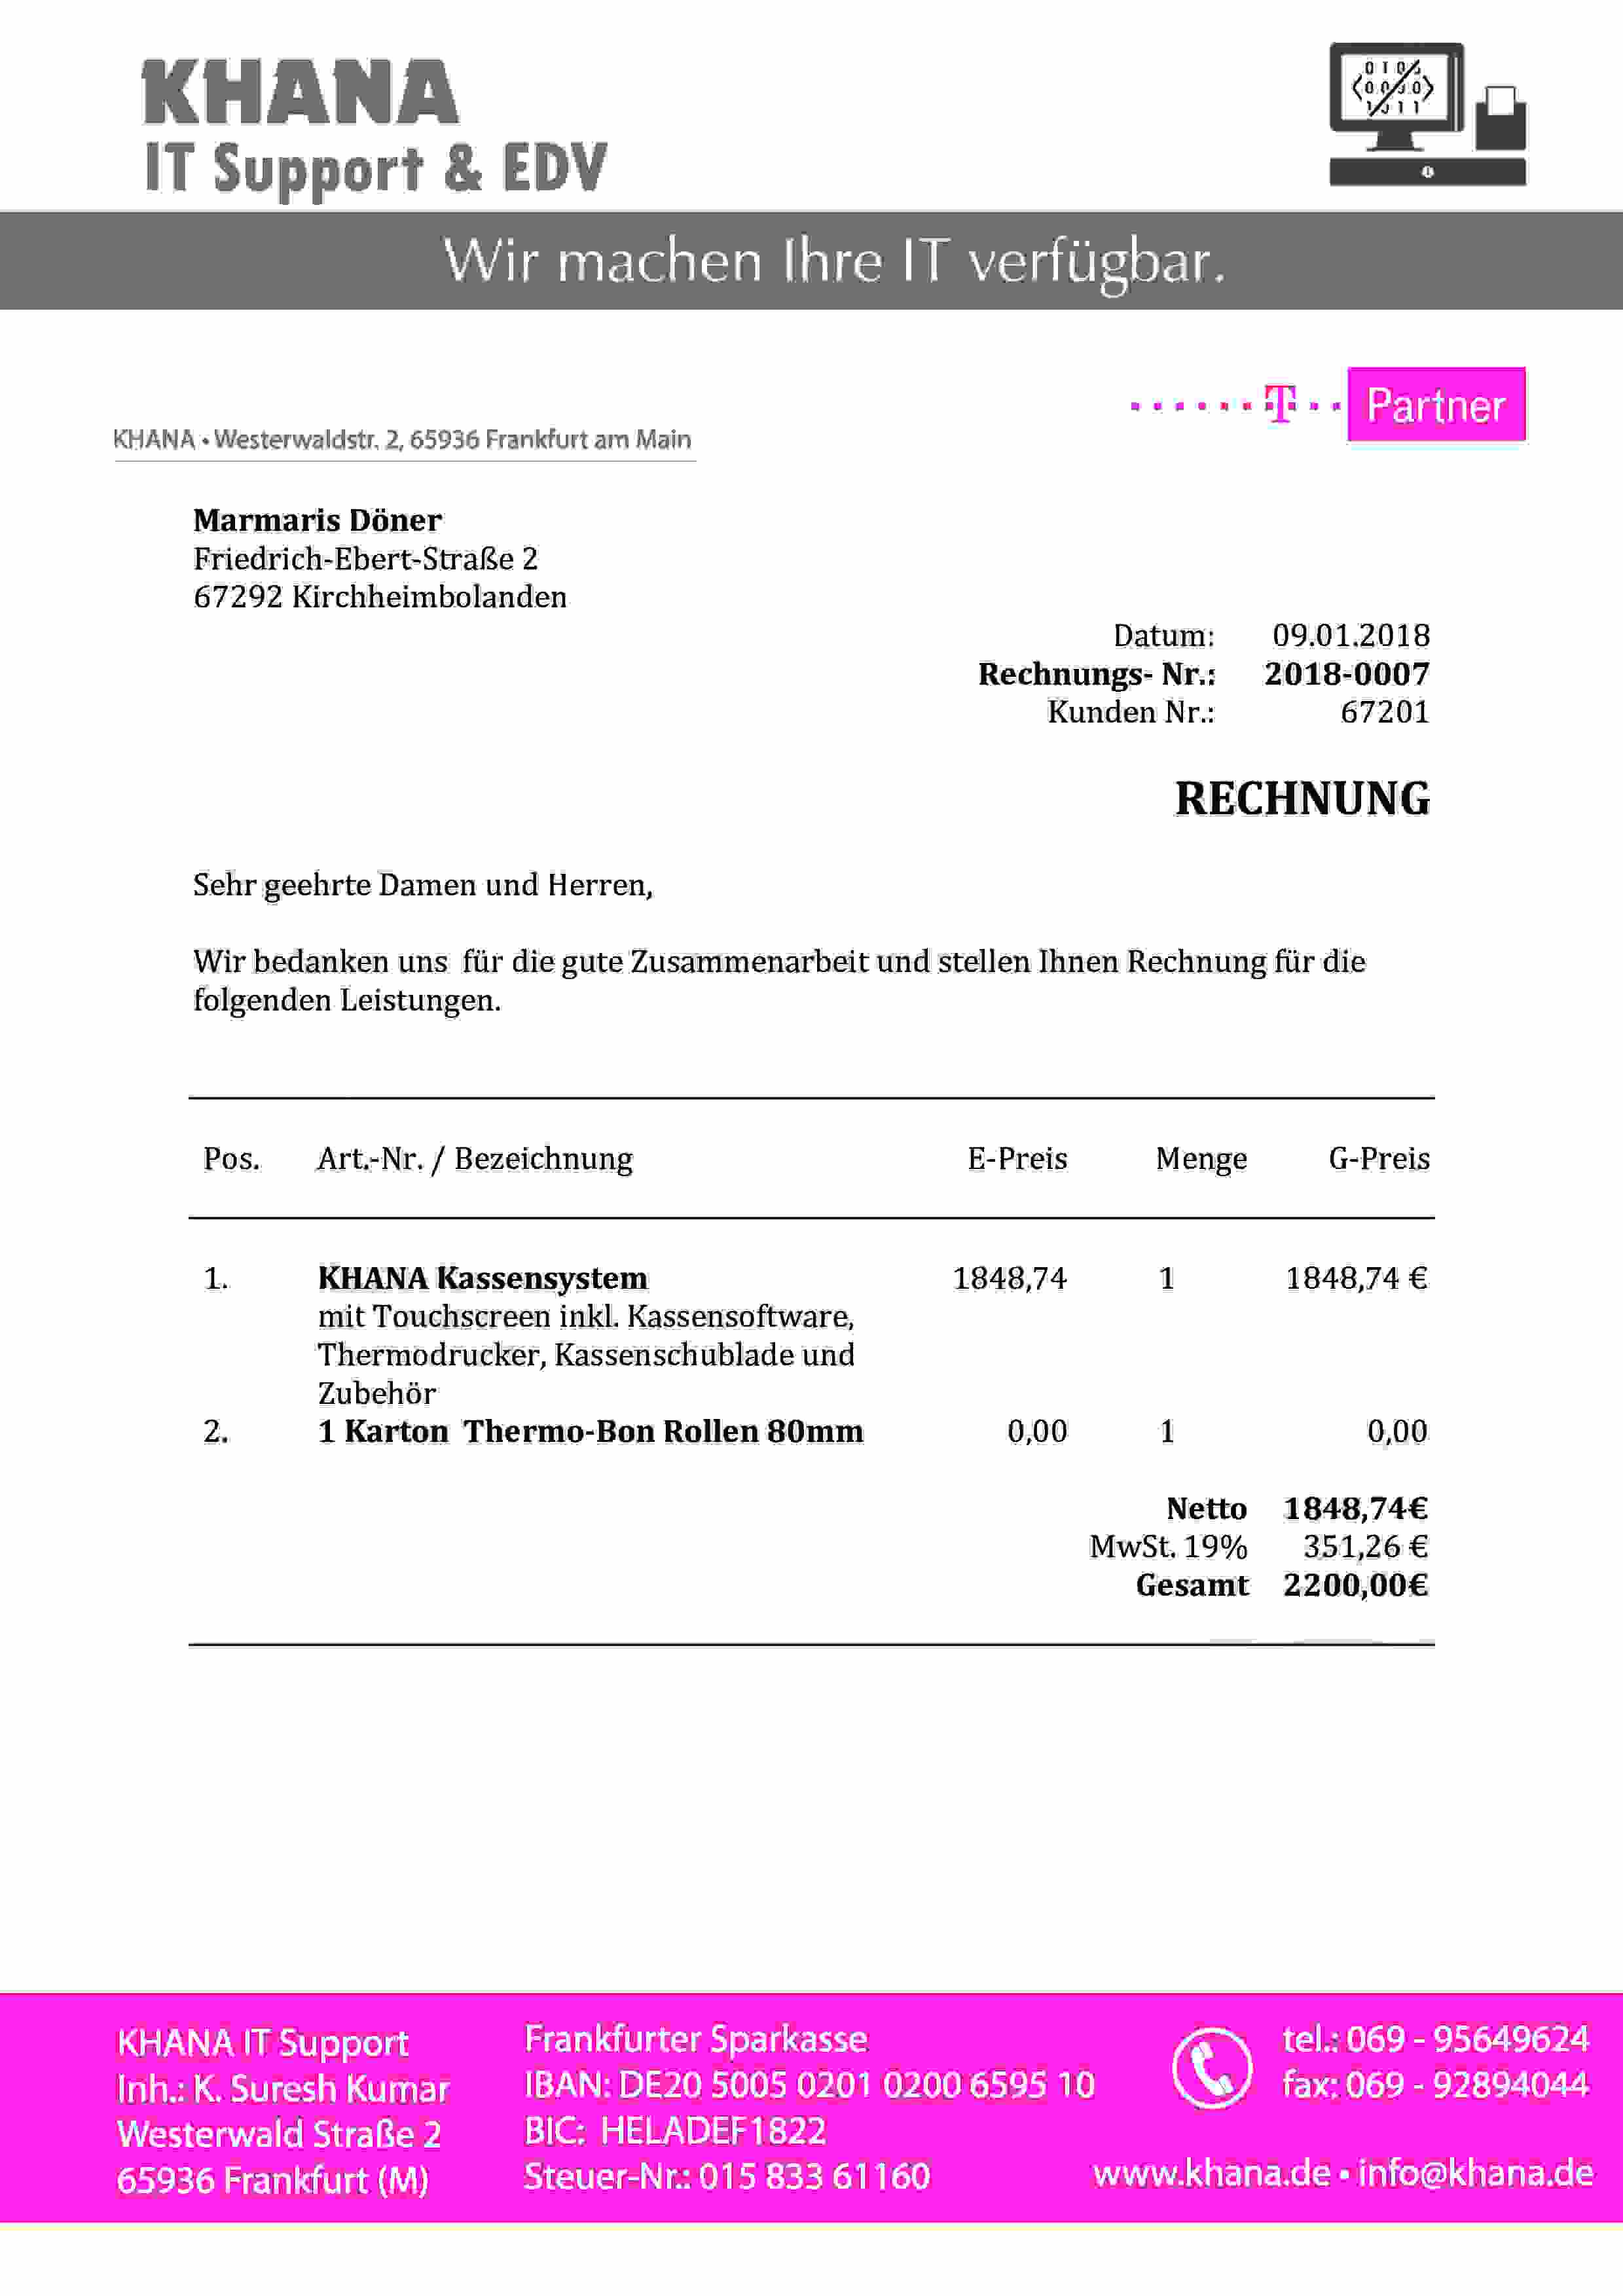 KHANA
IT Support & EDV
Wir machen Ihre IT verfügbar.
T Partner
KHANA • Westerwaldstr. 2, 65936 Frankfurt am Main
Marmaris Döner
Friedrich-Ebert-Straße 2
67292 Kirchheimbolanden
Datum: 09.01.2018
Rechnungs- Nr.: 2018-0007
Kunden Nr.: 67201
RECHNUNG
Sehr geehrte Damen und Herren,
Wir bedanken uns für die gute Zusammenarbeit und stellen Ihnen Rechnung für die
folgenden Leistungen.
Pos. Art.-Nr. / Bezeichnung E-Preis Menge G-Preis
1. KHANA Kassensystem 1848,74 1 1848,74 €
mit Touchscreen inkl. Kassensoftware,
Thermodrucker, Kassenschublade und
Zubehör
2. 1 Karton Thermo-Bon Rollen 80mm 0,00 1 0,00
Netto 1848,74€
MwSt. 19% 351,26 €
Gesamt 2200,00€
KHANA IT Support
Inh.: K. Suresh Kumar
Westerwald Straße 2
65936 Frankfurt (M)
Frankfurter Sparkasse
IBAN: DE20 5005 0201 0200 6595 10
BIC: HELADEF1822
Steuer-Nr.: 015 833 61160
tel.: 069 - 95649624
fax: 069 - 92894044
www.khana.de • info@khana.de